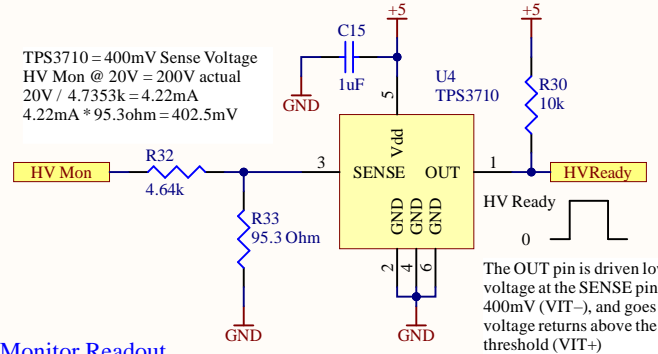 +5
+5
C15
TPS3710 = 400mV Sense Voltage
HV Mon @ 20V = 200V actual
20V / 4.7353k = 4.22mA
4.22mA * 95.3ohm = 402.5mV
1uF
GND
U4
TPS3710
5
Vdd
R30
10k
R32
HV Mon
4.64k
3
SENSE
OUT
1
HVReady
R33
95.3 Ohm
GND
GND
GND
2
4
6
HV Ready
0
GND
GND
The OUT pin is driven low
voltage at the SENSE pin
400mV (VIT–), and goes
voltage returns above the
threshold (VIT+)
Monitor Readout